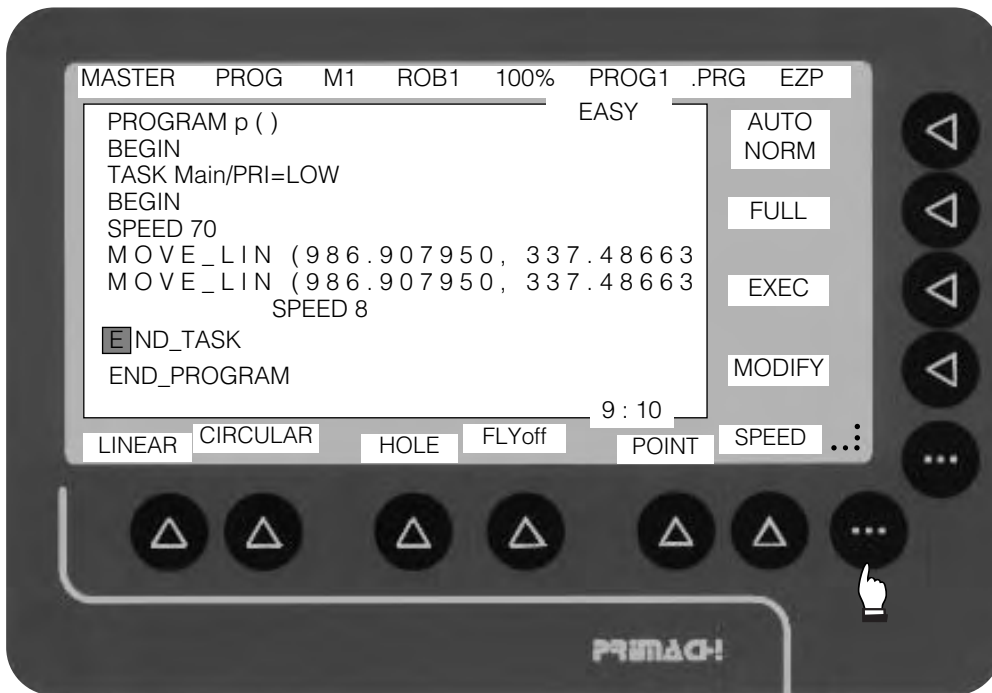 MASTER PROG M1 ROB1 100% PROG1 .PRG EZP
EASY
PROGRAM p ( )
BEGIN
TASK Main/PRI=LOW
BEGIN
SPEED 70
MOVE_LIN (986.907950, 337.48663
MOVE_LIN (986.907950, 337.48663
SPEED 8
END_TASK
END_PROGRAM
9 : 10
AUTO
NORM
FULL
EXEC
MODIFY
LINEAR CIRCULAR HOLE FLYoff POINT SPEED
PRIMACH